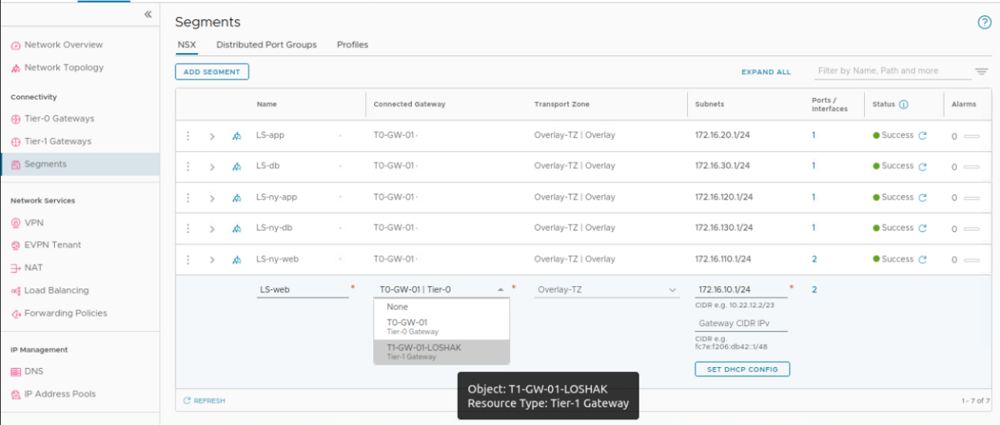 «
Network Overview
Network Topology
Connectivity
Tier-0 Gateways
Tier-1 Gateways
Segments
Network Services
VPN
EVPN Tenant
NAT
Load Balancing
Forwarding Policies
IP Management
DNS
IP Address Pools
Segments
?
NSX Distributed Port Groups Profiles
ADD SEGMENT EXPAND ALL Filter by Name, Path and more
Name Connected Gateway Transport Zone Subnets Ports / Interfaces Status Alarms
LS-app T0-GW-01 Overlay-TZ | Overlay 172.16.20.1/24 1 Success 0
LS-db T0-GW-01 Overlay-TZ | Overlay 172.16.30.1/24 1 Success 0
LS-ny-app T0-GW-01 Overlay-TZ | Overlay 172.16.120.1/24 1 Success 0
LS-ny-db T0-GW-01 Overlay-TZ | Overlay 172.16.130.1/24 1 Success 0
LS-ny-web T0-GW-01 Overlay-TZ | Overlay 172.16.110.1/24 2 Success 0
LS-web * T0-GW-01 | Tier-0 * Overlay-TZ 172.16.10.1/24 * 2
None
T0-GW-01
Tier-0 Gateway
T1-GW-01-LOSHAK
Tier-1 Gateway
CIDR e.g. 10.22.12.2/23
Gateway CIDR IPv
CIDR e.g.
fc7e:f206:db42::1/48
SET DHCP CONFIG
Object: T1-GW-01-LOSHAK
Resource Type: Tier-1 Gateway
REFRESH 1 - 7 of 7